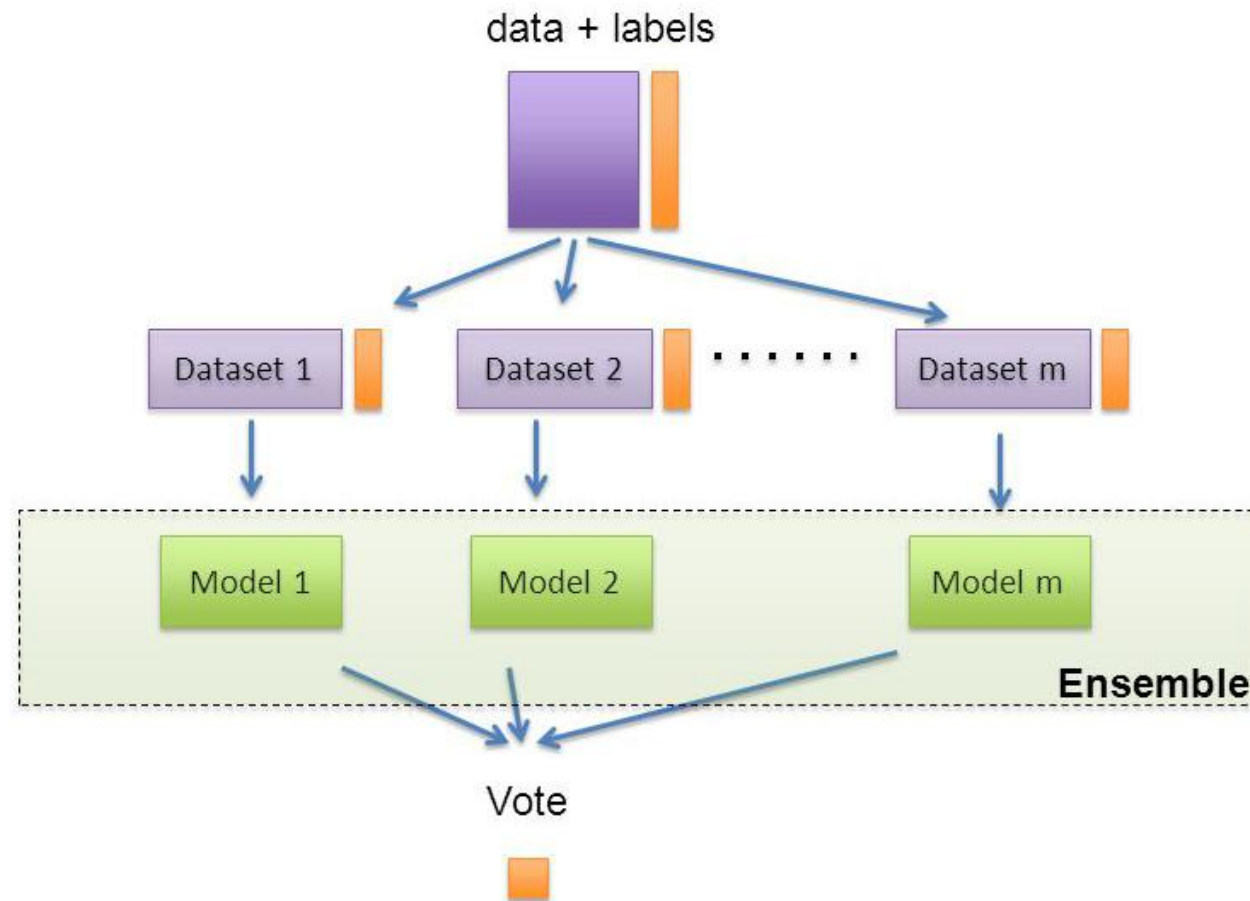 data + labels
Dataset 1
Dataset 2
......
Dataset m
Model 1
Model 2
Model m
Ensemble
Vote